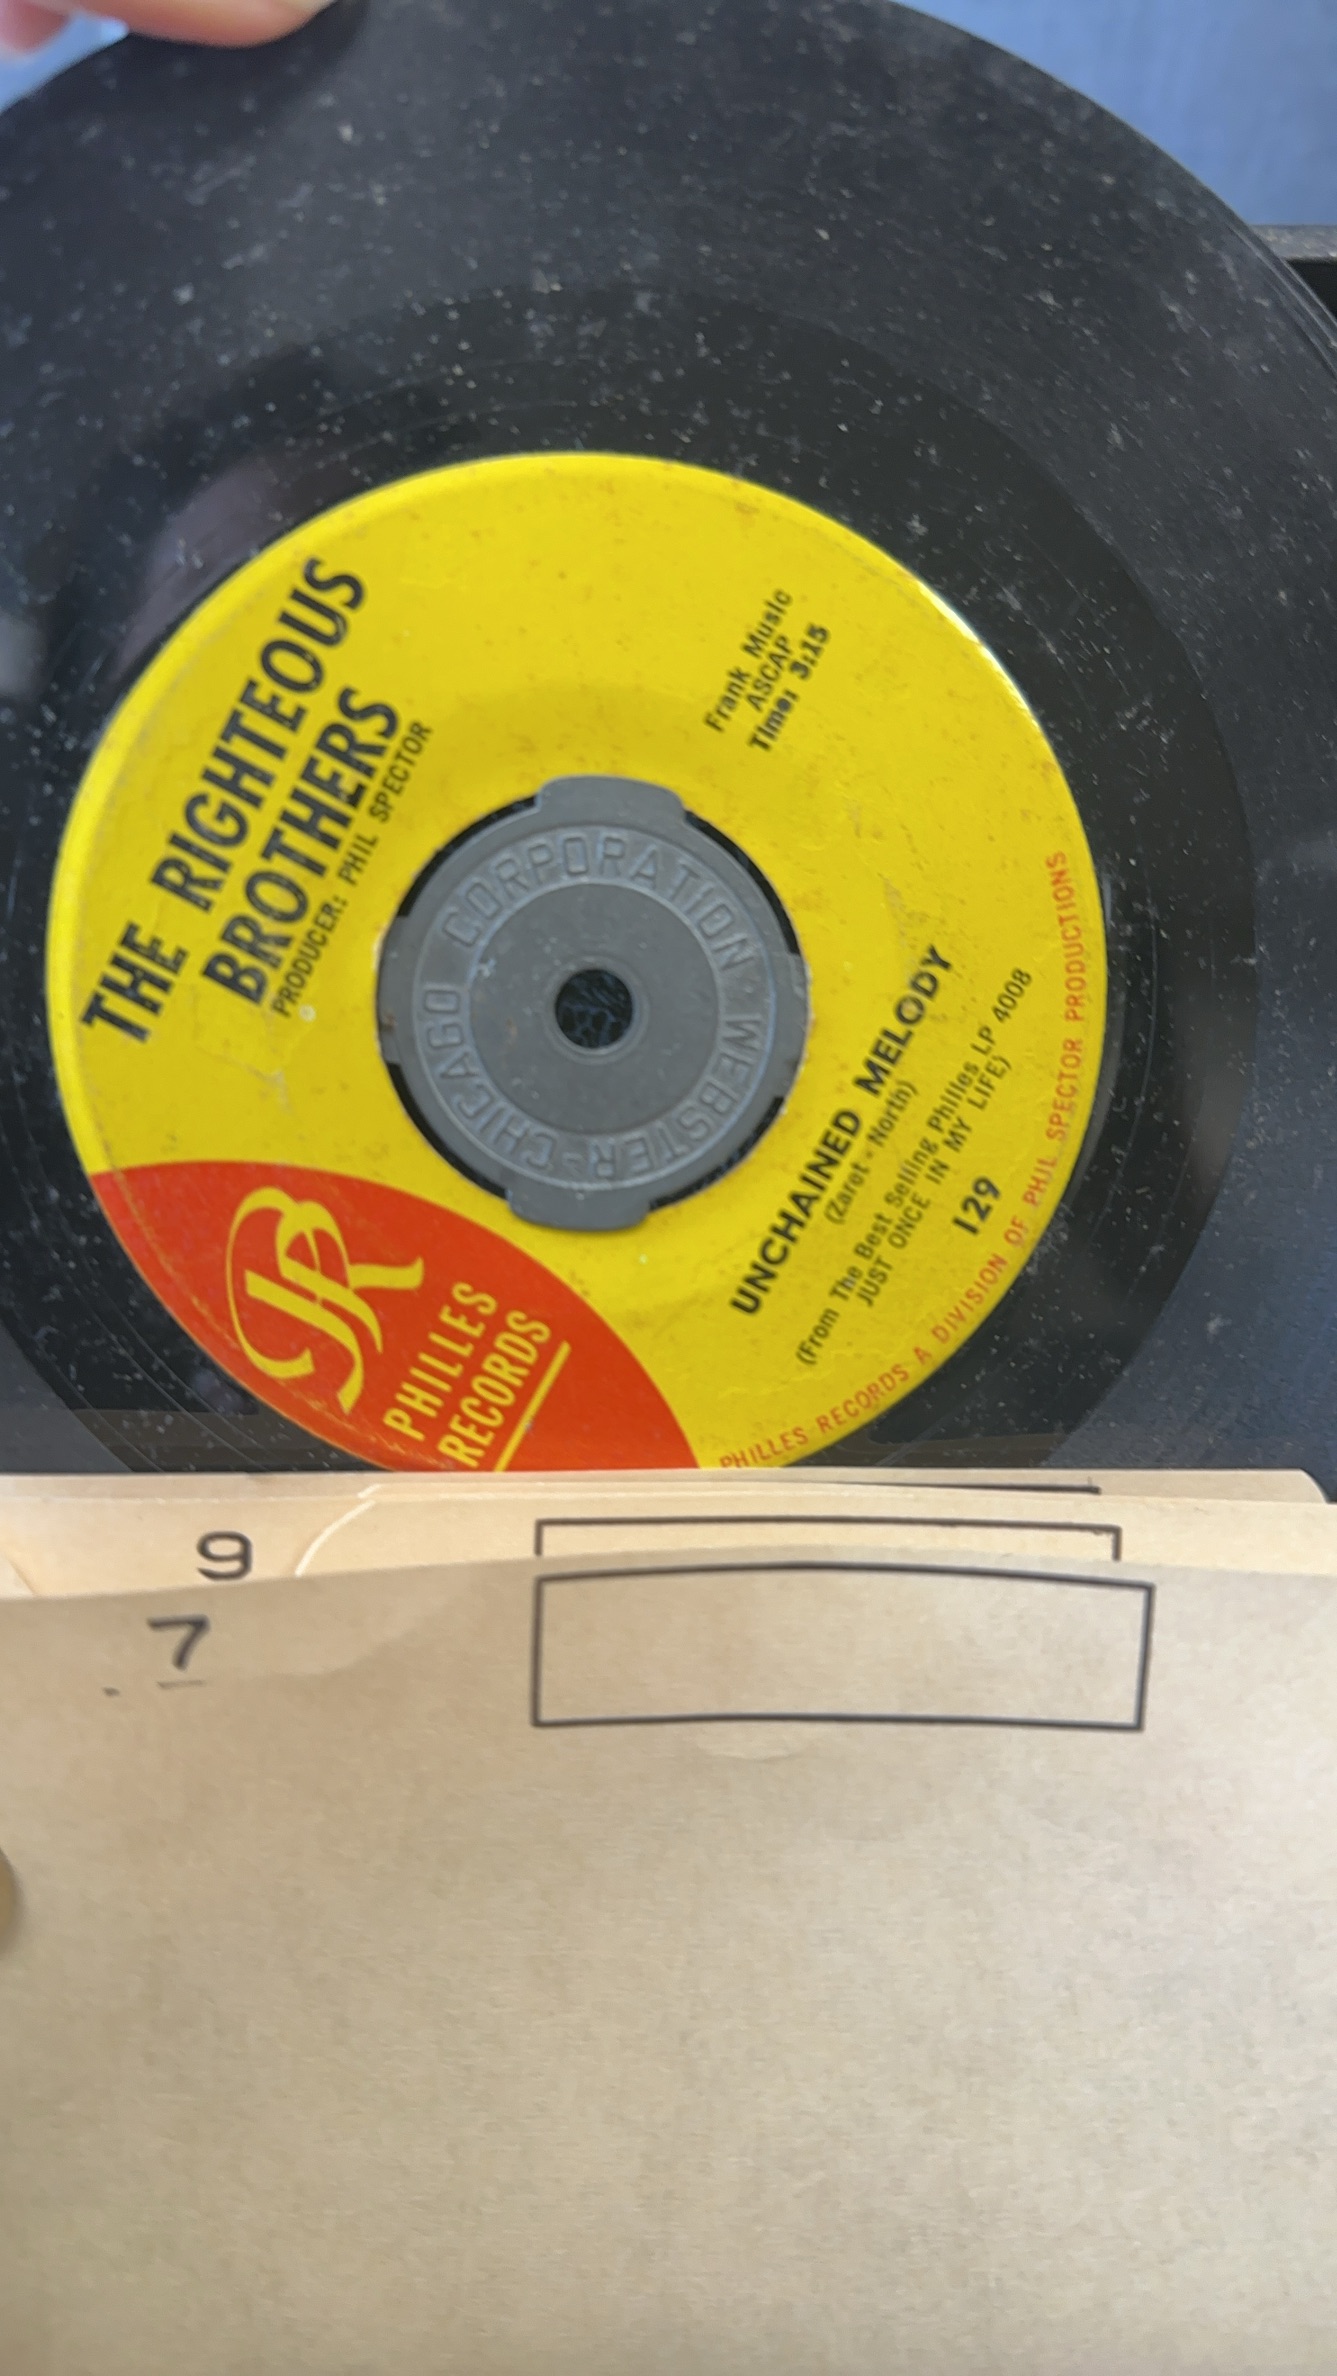 THE RIGHTEOUS
BROTHERS
PRODUCER: PHIL SPECTOR
Frank Music
ASCAP
Time: 3:15
CORPORATION • WEBSTER-CHICAGO
UNCHAINED MELODY
(Zaret - North)
(From The Best Selling Philles LP 4008
JUST ONCE IN MY LIFE)
129
PR
PHILLES
RECORDS
PHILLES RECORDS A DIVISION OF PHIL SPECTOR PRODUCTIONS
9
7